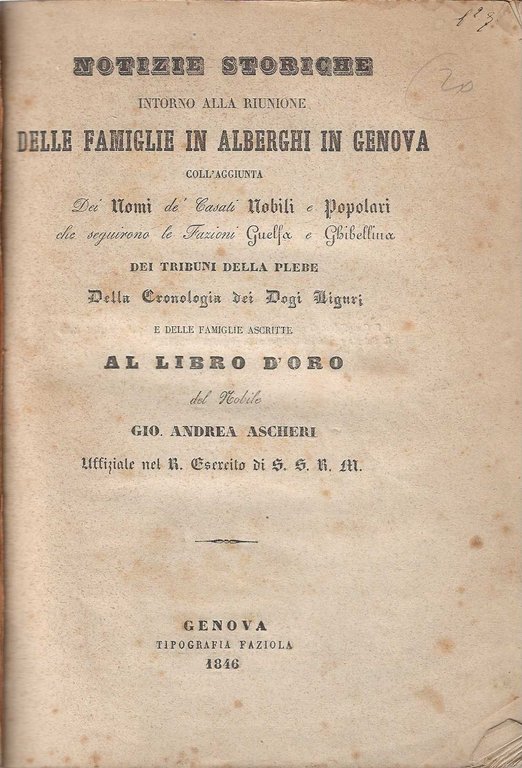 NOTIZIE STORICHE
INTORNO ALLA RIUNIONE
DELLE FAMIGLIE IN ALBERGHI IN GENOVA
COLL'AGGIUNTA
Dei Nomi de' Casati Nobili e Popolari
che seguirono le Fazioni Guelfa e Ghibellina
DEI TRIBUNI DELLA PLEBE
Della Cronologia dei Dogi Liguri
E DELLE FAMIGLIE ASCRITTE
AL LIBRO D'ORO
del Nobile
GIO. ANDREA ASCHERI
Uffiziale nel R. Esercito di S. S. R. M.
GENOVA
TIPOGRAFIA FAZIOLA
1846
20